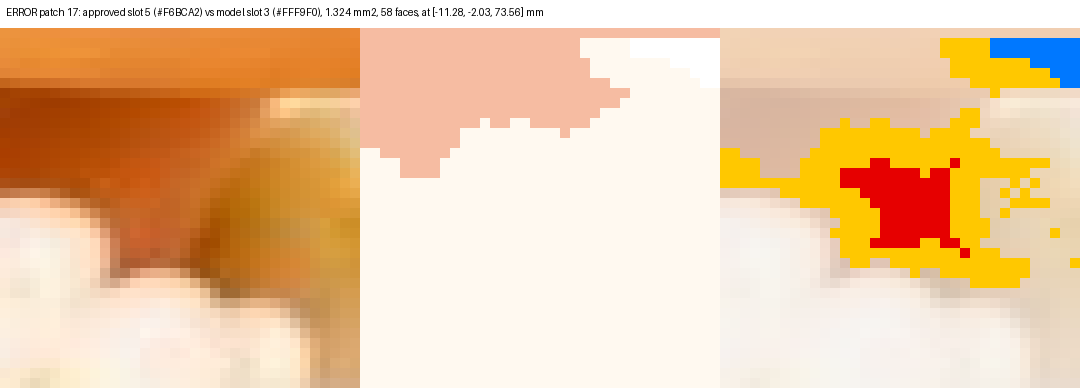 ERROR patch 17: approved slot 5 (#F6BCA2) vs model slot 3 (#FFF9F0), 1.324 mm2, 58 faces, at [-11.28, -2.03, 73.56] mm